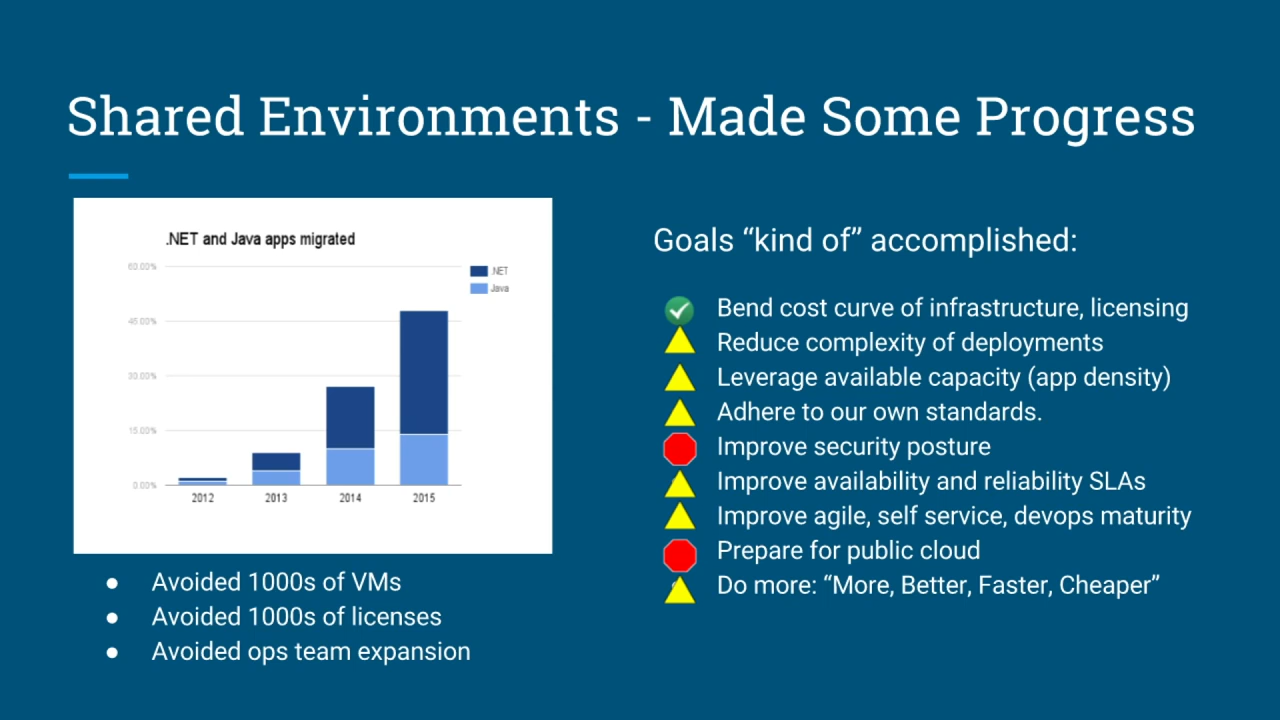 Shared Environments - Made Some Progress
.NET and Java apps migrated
60.00%
45.00%
30.00%
15.00%
0.00%
2012 2013 2014 2015
.NET
Java
● Avoided 1000s of VMs
● Avoided 1000s of licenses
● Avoided ops team expansion
Goals “kind of” accomplished:
Bend cost curve of infrastructure, licensing
Reduce complexity of deployments
Leverage available capacity (app density)
Adhere to our own standards.
Improve security posture
Improve availability and reliability SLAs
Improve agile, self service, devops maturity
Prepare for public cloud
Do more: “More, Better, Faster, Cheaper”